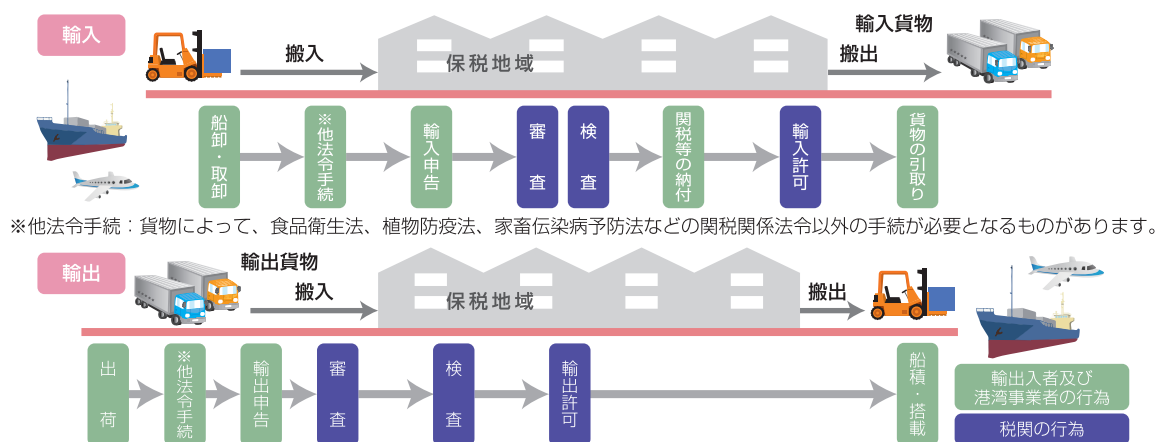 輸入
搬入
保税地域
輸入貨物
搬出
船卸・取卸
※他法令手続
輸入申告
審査
検査
関税等の納付
輸入許可
貨物の引取り
※他法令手続：貨物によって、食品衛生法、植物防疫法、家畜伝染病予防法などの関税関係法令以外の手続が必要となるものがあります。
輸出
輸出貨物
搬入
保税地域
搬出
出荷
※他法令手続
輸出申告
審査
検査
輸出許可
船積・搭載
輸出入者及び
港湾事業者の行為
税関の行為